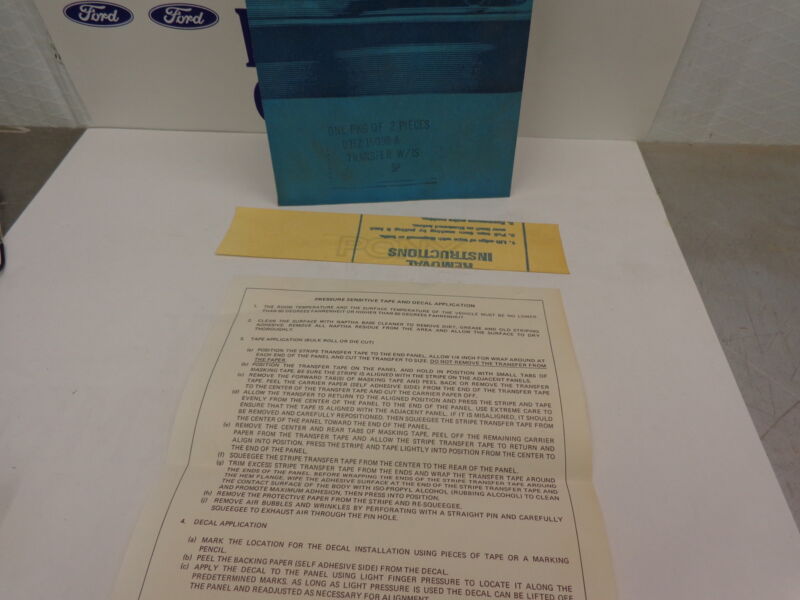 Ford
Ford
ONE PKG OF 2 PIECES
TRANSFER W/IS
PONY
REMOVAL
INSTRUCTIONS
PRESSURE SENSITIVE TAPE AND DECAL APPLICATION
1. THE ROOM TEMPERATURE AND THE SURFACE TEMPERATURE OF THE VEHICLE MUST BE NO LOWER
THAN 60 DEGREES FAHRENHEIT OR HIGHER THAN 90 DEGREES FAHRENHEIT.
2. CLEAN THE SURFACE WITH NAPTHA BASE CLEANER TO REMOVE DIRT, GREASE AND OLD STRIPING
ADHESIVE. REMOVE ALL NAPTHA RESIDUE FROM THE AREA AND ALLOW THE SURFACE TO DRY
THOROUGHLY.
3. TAPE APPLICATION (BULK ROLL OR DIE CUT)
(a) POSITION THE STRIPE TRANSFER TAPE TO THE END PANEL. ALLOW 1/4 INCH FOR WRAP AROUND AT
EACH END OF THE PANEL AND CUT THE TRANSFER TO SIZE. DO NOT REMOVE THE TRANSFER FROM
THE PAPER.
(b) POSITION THE TRANSFER TAPE ON THE PANEL AND HOLD IN POSITION WITH SMALL TABS OF
MASKING TAPE. BE SURE THE STRIPE IS ALIGNED WITH THE STRIPE ON THE ADJACENT PANELS.
(c) REMOVE THE FORWARD TAB(S) OF MASKING TAPE AND PEEL BACK OR REMOVE THE TRANSFER
TAPE. PEEL THE CARRIER PAPER (SELF ADHESIVE SIDE) FROM THE END OF THE TRANSFER TAPE
TO THE CENTER OF THE TRANSFER AND CUT THE CARRIER PAPER OFF.
(d) ALLOW THE TRANSFER TO RETURN TO THE ALIGNED POSITION AND PRESS THE STRIPE AND TAPE
EVENLY FROM THE CENTER OF THE PANEL TO THE END OF THE PANEL. USE EXTREME CARE TO
ENSURE THAT THE TAPE IS ALIGNED WITH THE ADJACENT PANEL. IF IT IS MISALIGNED, IT SHOULD
BE REMOVED AND CAREFULLY REPOSITIONED. THEN SQUEEGEE THE STRIPE TRANSFER TAPE FROM
THE CENTER OF THE PANEL TOWARD THE END OF THE PANEL.
(e) REMOVE THE CENTER AND REAR TABS OF MASKING TAPE, PEEL OFF THE REMAINING CARRIER
PAPER FROM THE TRANSFER TAPE AND ALLOW THE STRIPE TRANSFER TAPE TO RETURN AND
ALIGN INTO POSITION. PRESS THE STRIPE AND TAPE LIGHTLY INTO POSITION FROM THE CENTER TO
THE END OF THE PANEL.
(f) SQUEEGEE THE STRIPE TRANSFER TAPE FROM THE CENTER TO THE REAR OF THE PANEL.
(g) TRIM EXCESS STRIPE TRANSFER TAPE FROM THE ENDS AND WRAP THE TRANSFER TAPE AROUND
THE ENDS OF THE PANEL. BEFORE WRAPPING THE ENDS OF THE STRIPE TRANSFER TAPE AROUND
THE HEM FLANGE, WIPE THE ADHESIVE SURFACE AT THE END OF THE STRIPE TRANSFER TAPE AND
THE CONTACT SURFACE OF THE BODY WITH ISO-PROPYL ALCOHOL (RUBBING ALCOHOL) TO CLEAN
AND PROMOTE MAXIMUM ADHESION, THEN PRESS INTO POSITION.
(h) REMOVE THE PROTECTIVE PAPER FROM THE STRIPE AND RE-SQUEEGEE.
(j) REMOVE AIR BUBBLES AND WRINKLES BY PERFORATING WITH A STRAIGHT PIN AND CAREFULLY
SQUEEGEE TO EXHAUST AIR THROUGH THE PIN HOLE.
4. DECAL APPLICATION
(a) MARK THE LOCATION FOR THE DECAL INSTALLATION USING PIECES OF TAPE OR A MARKING
PENCIL.
(b) PEEL THE BACKING PAPER (SELF ADHESIVE SIDE) FROM THE DECAL.
(c) APPLY THE DECAL TO THE PANEL USING LIGHT FINGER PRESSURE TO LOCATE IT ALONG THE
PREDETERMINED MARKS. AS LONG AS LIGHT PRESSURE IS USED THE DECAL CAN BE LIFTED OFF
THE PANEL AND READJUSTED AS NECESSARY FOR ALIGNMENT.